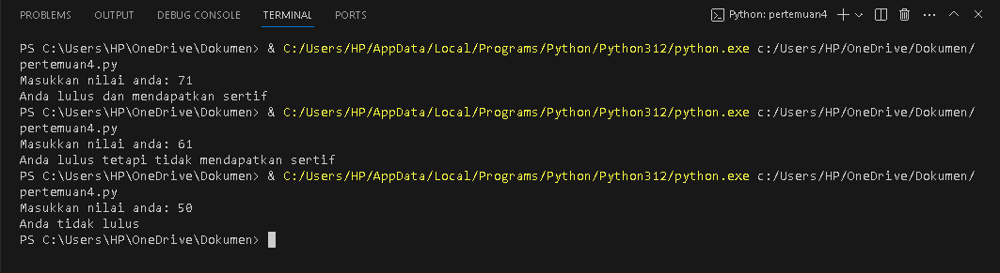 PROBLEMS OUTPUT DEBUG CONSOLE TERMINAL PORTS Python: pertemuan4
PS C:\Users\HP\OneDrive\Dokumen> & C:/Users/HP/AppData/Local/Programs/Python/Python312/python.exe c:/Users/HP/OneDrive/Dokumen/
pertemuan4.py
Masukkan nilai anda: 71
Anda lulus dan mendapatkan sertif
PS C:\Users\HP\OneDrive\Dokumen> & C:/Users/HP/AppData/Local/Programs/Python/Python312/python.exe c:/Users/HP/OneDrive/Dokumen/
pertemuan4.py
Masukkan nilai anda: 61
Anda lulus tetapi tidak mendapatkan sertif
PS C:\Users\HP\OneDrive\Dokumen> & C:/Users/HP/AppData/Local/Programs/Python/Python312/python.exe c:/Users/HP/OneDrive/Dokumen/
pertemuan4.py
Masukkan nilai anda: 50
Anda tidak lulus
PS C:\Users\HP\OneDrive\Dokumen>